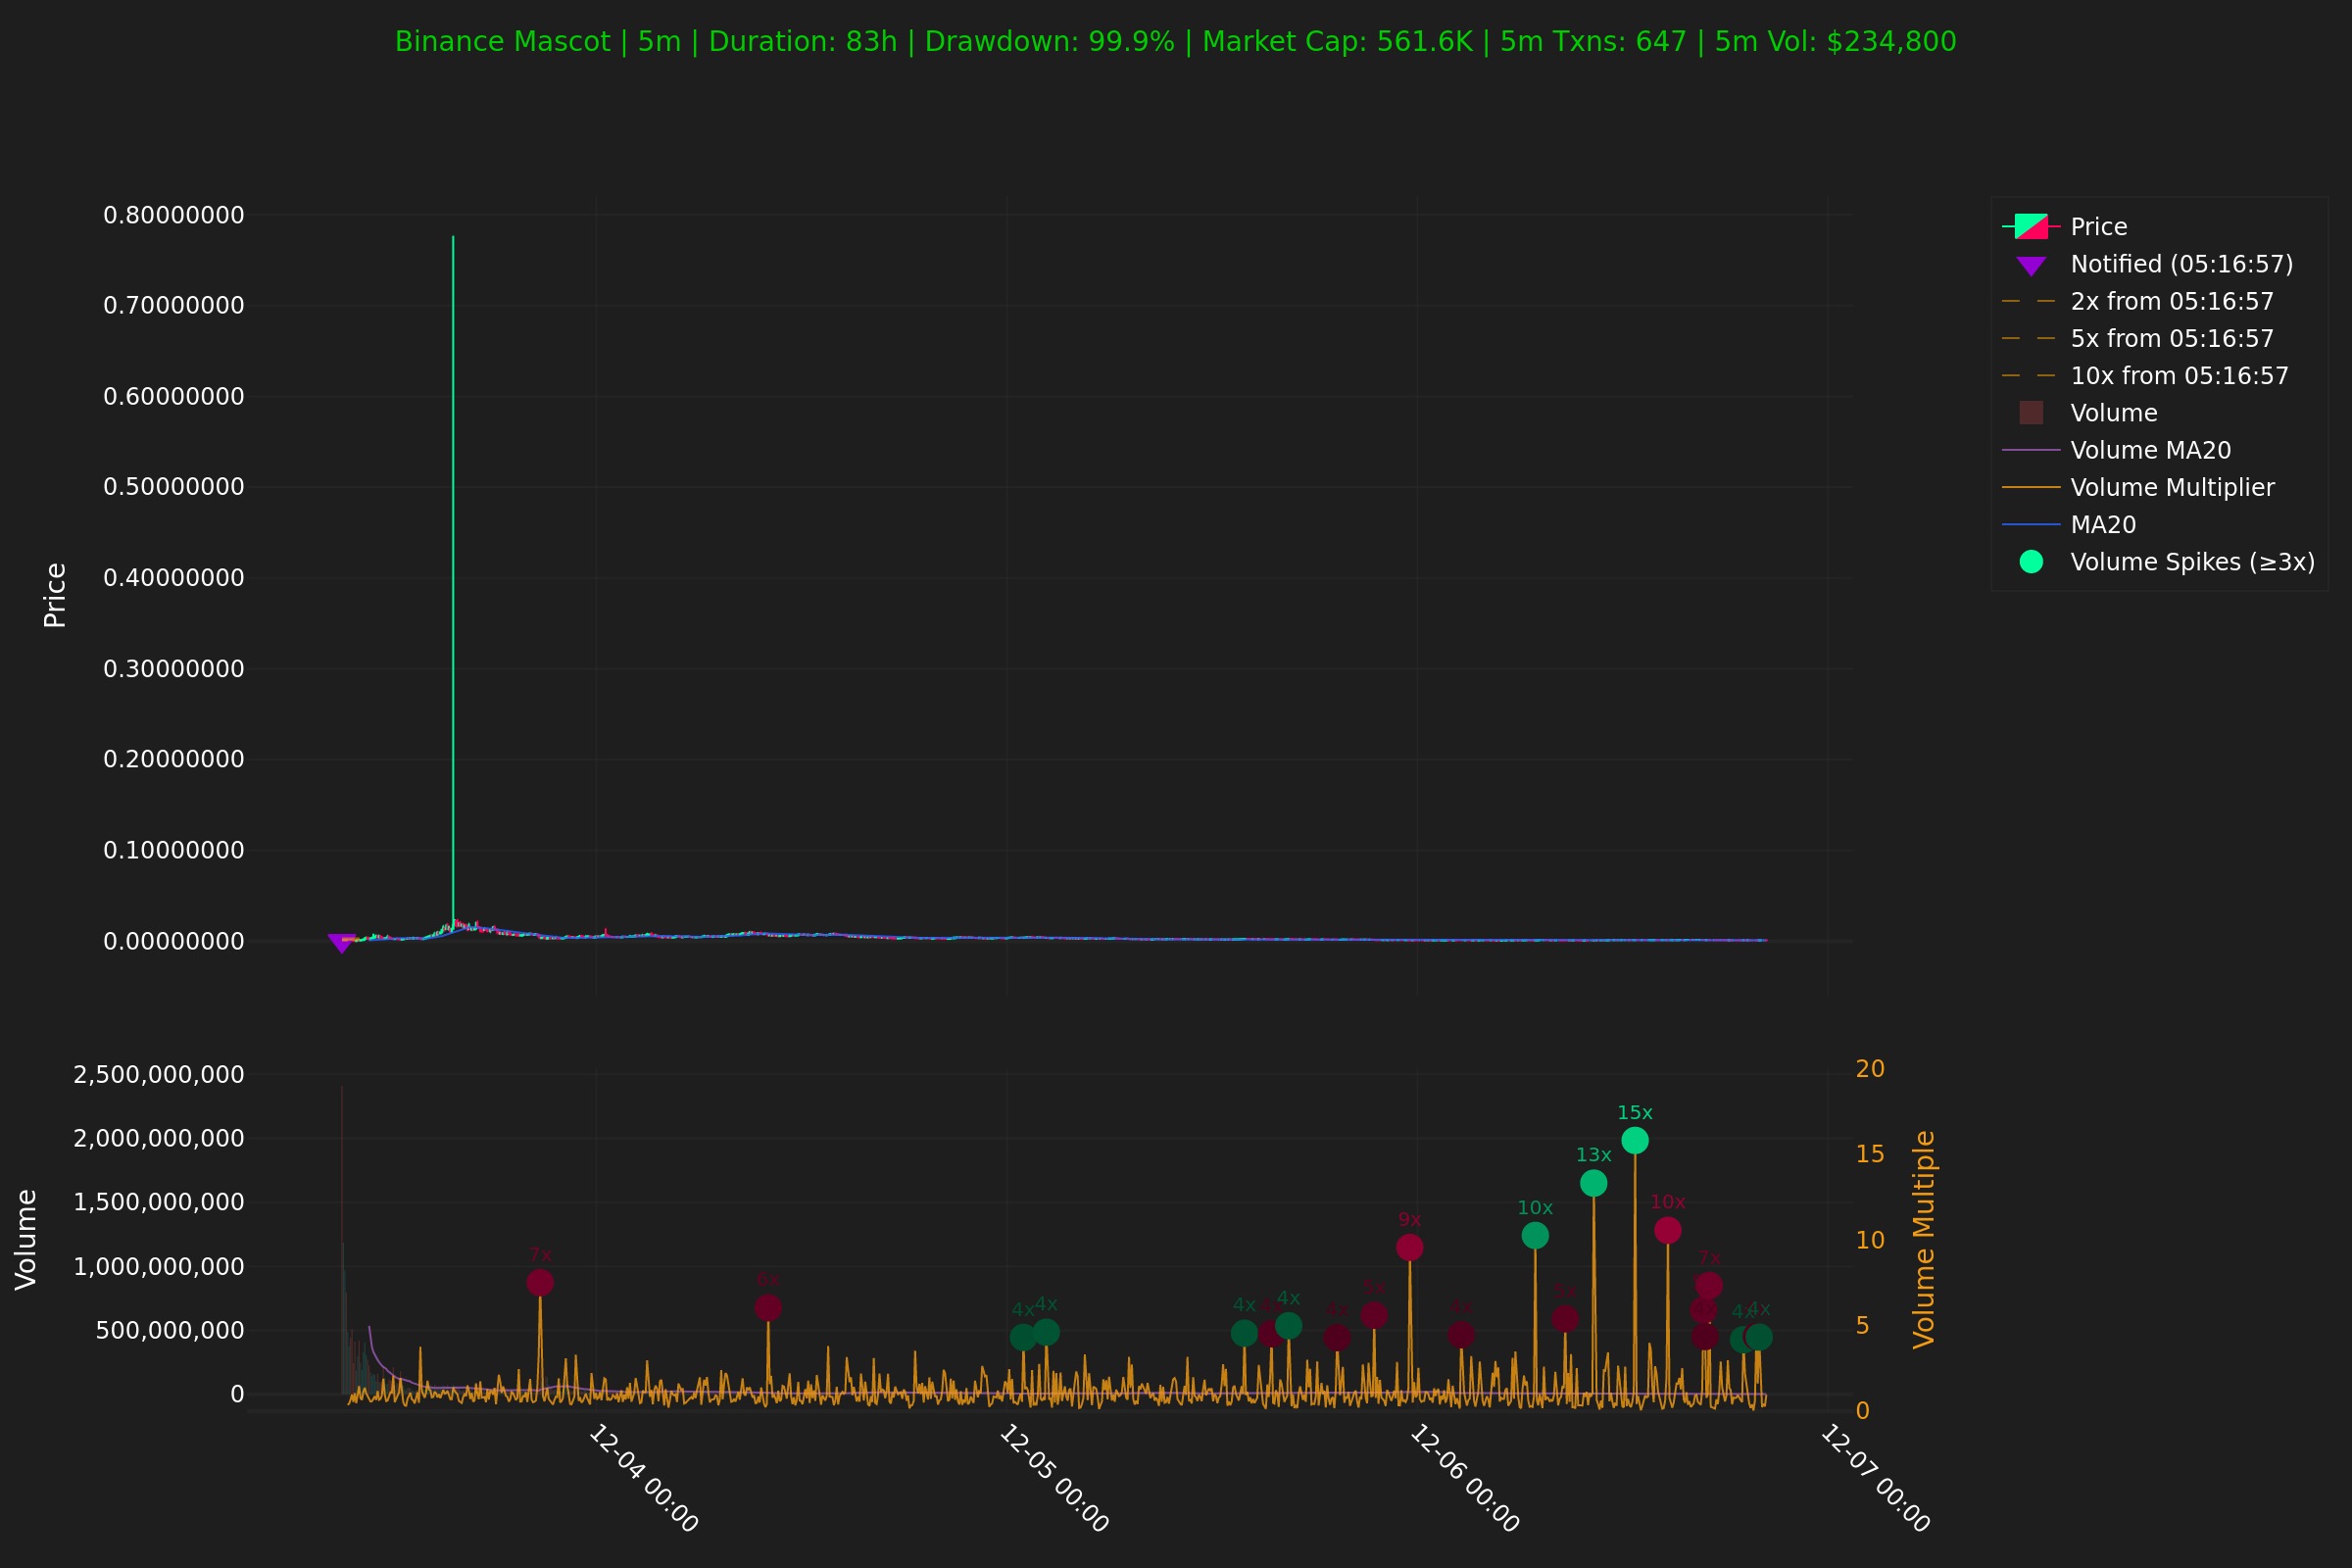 Binance Mascot | 5m | Duration: 83h | Drawdown: 99.9% | Market Cap: 561.6K | 5m Txns: 647 | 5m Vol: $234,800
Price
0.80000000
0.70000000
0.60000000
0.50000000
0.40000000
0.30000000
0.20000000
0.10000000
0.00000000
Price
Notified (05:16:57)
2x from 05:16:57
5x from 05:16:57
10x from 05:16:57
Volume
Volume MA20
Volume Multiplier
MA20
Volume Spikes (≥3x)
Volume
2,500,000,000
2,000,000,000
1,500,000,000
1,000,000,000
500,000,000
0
7x
6x
4x
4x
4x
4x
5x
9x
4x
10x
5x
13x
15x
10x
7x
4x
4x
20
15
10
5
0
Volume Multiple
12-04 00:00
12-05 00:00
12-06 00:00
12-07 00:00